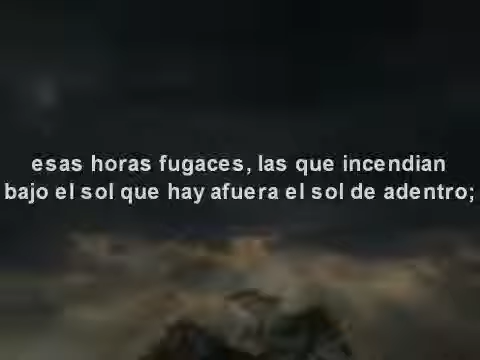 esas horas fugaces, las que incendian
bajo el sol que hay afuera el sol de adentro;